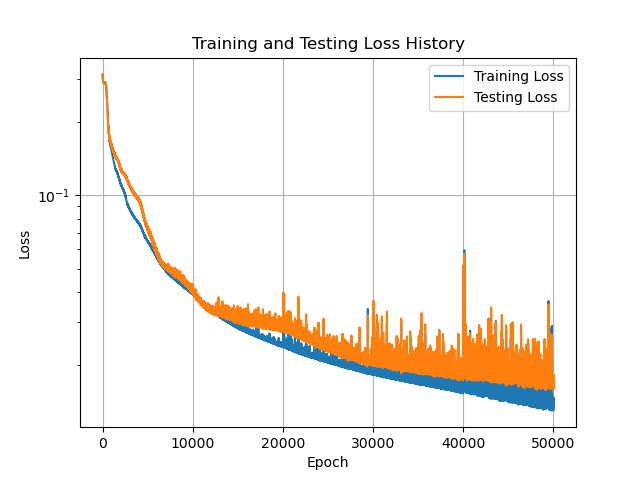 Training and Testing Loss History
Training Loss
Testing Loss
10⁻¹
Loss
0 10000 20000 30000 40000 50000
Epoch